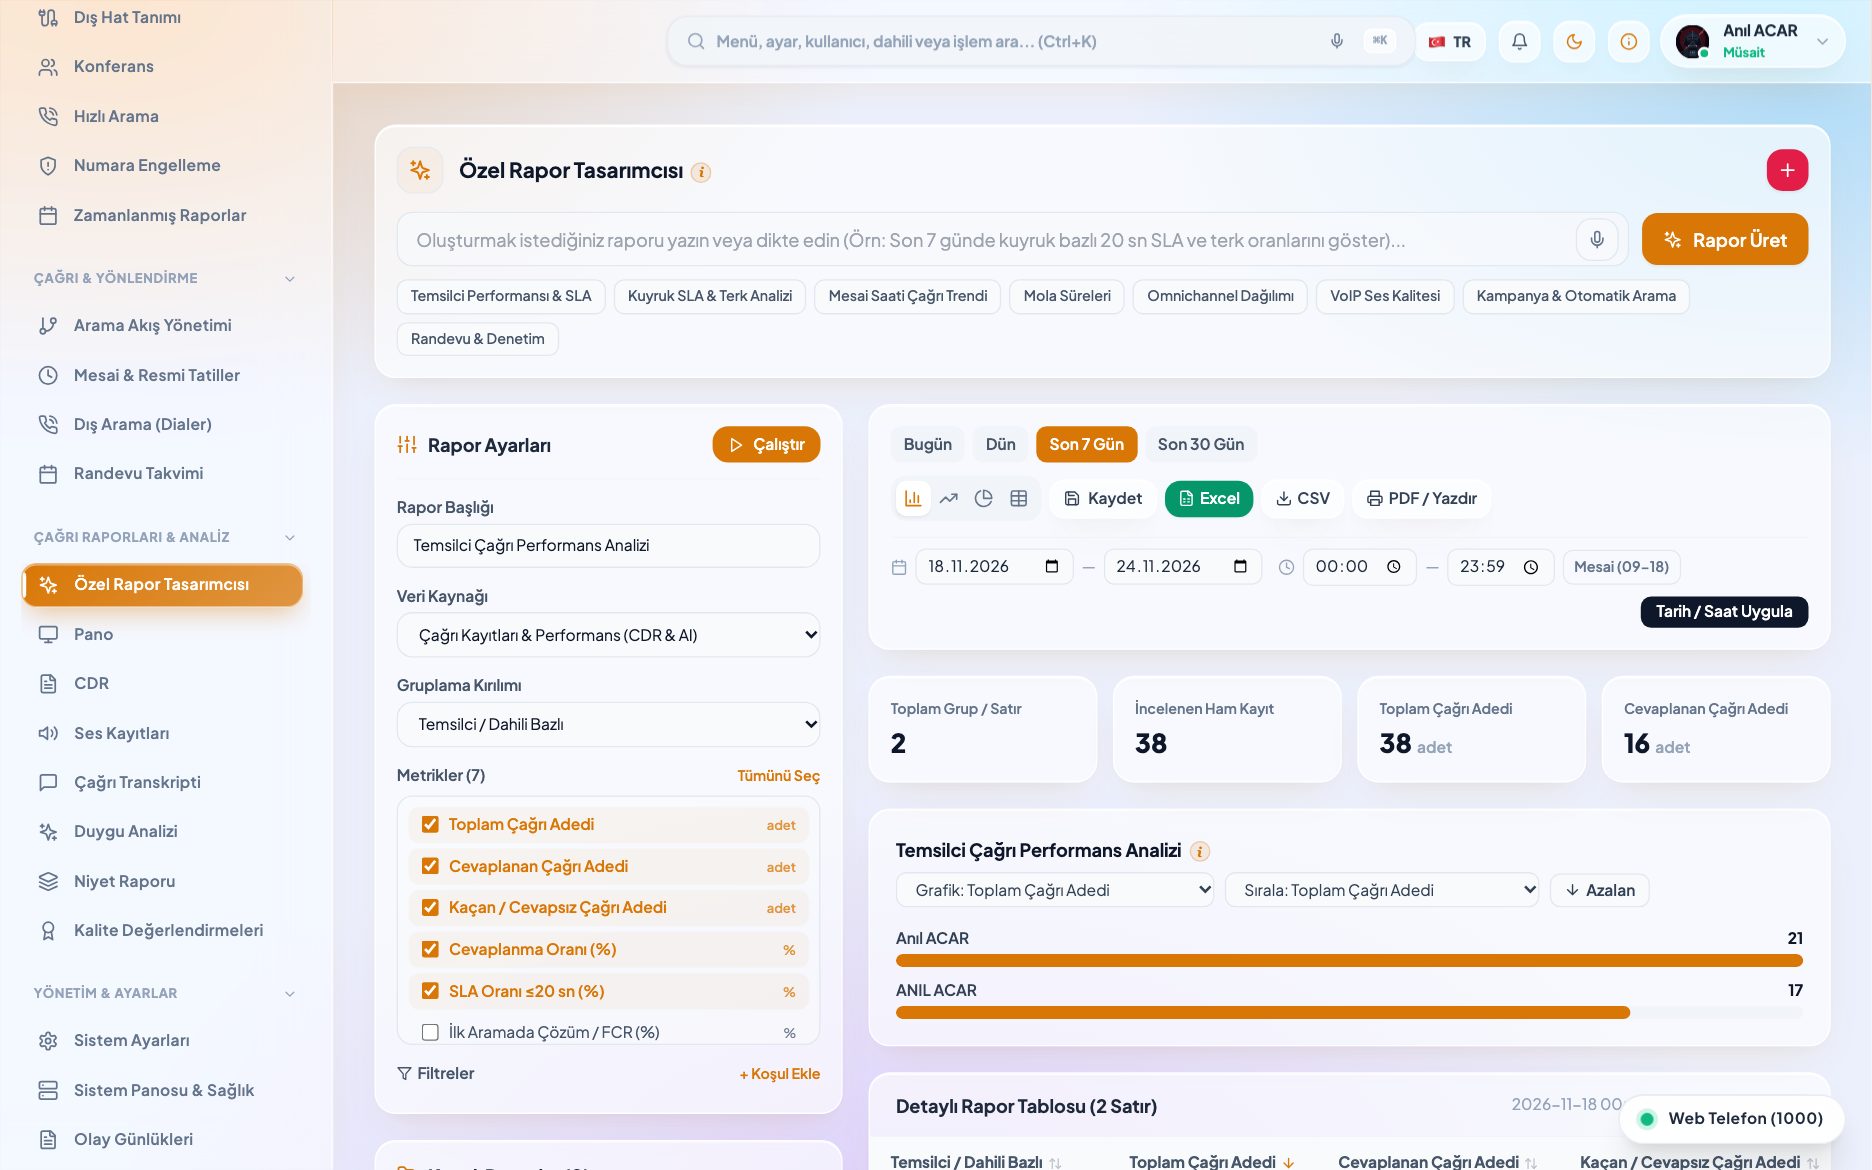 Dış Hat Tanımı
Konferans
Hızlı Arama
Numara Engelleme
Zamanlanmış Raporlar
ÇAĞRI & YÖNLENDİRME
Arama Akış Yönetimi
Mesai & Resmi Tatiller
Dış Arama (Dialer)
Randevu Takvimi
ÇAĞRI RAPORLARI & ANALİZ
Özel Rapor Tasarımcısı
Pano
CDR
Ses Kayıtları
Çağrı Transkripti
Duygu Analizi
Niyet Raporu
Kalite Değerlendirmeleri
YÖNETİM & AYARLAR
Sistem Ayarları
Sistem Panosu & Sağlık
Olay Günlükleri
Menü, ayar, kullanıcı, dahili veya işlem ara... (Ctrl+K)
⌘K
TR
Anıl ACAR
Müsait
Özel Rapor Tasarımcısı
Oluşturmak istediğiniz raporu yazın veya dikte edin (Örn: Son 7 günde kuyruk bazlı 20 sn SLA ve terk oranlarını göster)...
Rapor Üret
Temsilci Performansı & SLA
Kuyruk SLA & Terk Analizi
Mesai Saati Çağrı Trendi
Mola Süreleri
Omnichannel Dağılımı
VoIP Ses Kalitesi
Kampanya & Otomatik Arama
Randevu & Denetim
Rapor Ayarları
Çalıştır
Rapor Başlığı
Temsilci Çağrı Performans Analizi
Veri Kaynağı
Çağrı Kayıtları & Performans (CDR & AI)
Gruplama Kırılımı
Temsilci / Dahili Bazlı
Metrikler (7)
Tümünü Seç
Toplam Çağrı Adedi adet
Cevaplanan Çağrı Adedi adet
Kaçan / Cevapsız Çağrı Adedi adet
Cevaplanma Oranı (%) %
SLA Oranı ≤20 sn (%) %
İlk Aramada Çözüm / FCR (%) %
Filtreler
+ Koşul Ekle
Bugün
Dün
Son 7 Gün
Son 30 Gün
Kaydet
Excel
CSV
PDF / Yazdır
18.11.2026 — 24.11.2026
00:00 — 23:59
Mesai (09-18)
Tarih / Saat Uygula
Toplam Grup / Satır
2
İncelenen Ham Kayıt
38
Toplam Çağrı Adedi
38 adet
Cevaplanan Çağrı Adedi
16 adet
Temsilci Çağrı Performans Analizi
Grafik: Toplam Çağrı Adedi
Sırala: Toplam Çağrı Adedi
Azalan
Anıl ACAR 21
ANIL ACAR 17
Detaylı Rapor Tablosu (2 Satır)
2026-11-18 00
Web Telefon (1000)
Temsilci / Dahili Bazlı
Toplam Çağrı Adedi
Cevaplanan Çağrı Adedi
Kaçan / Cevapsız Çağrı Adedi